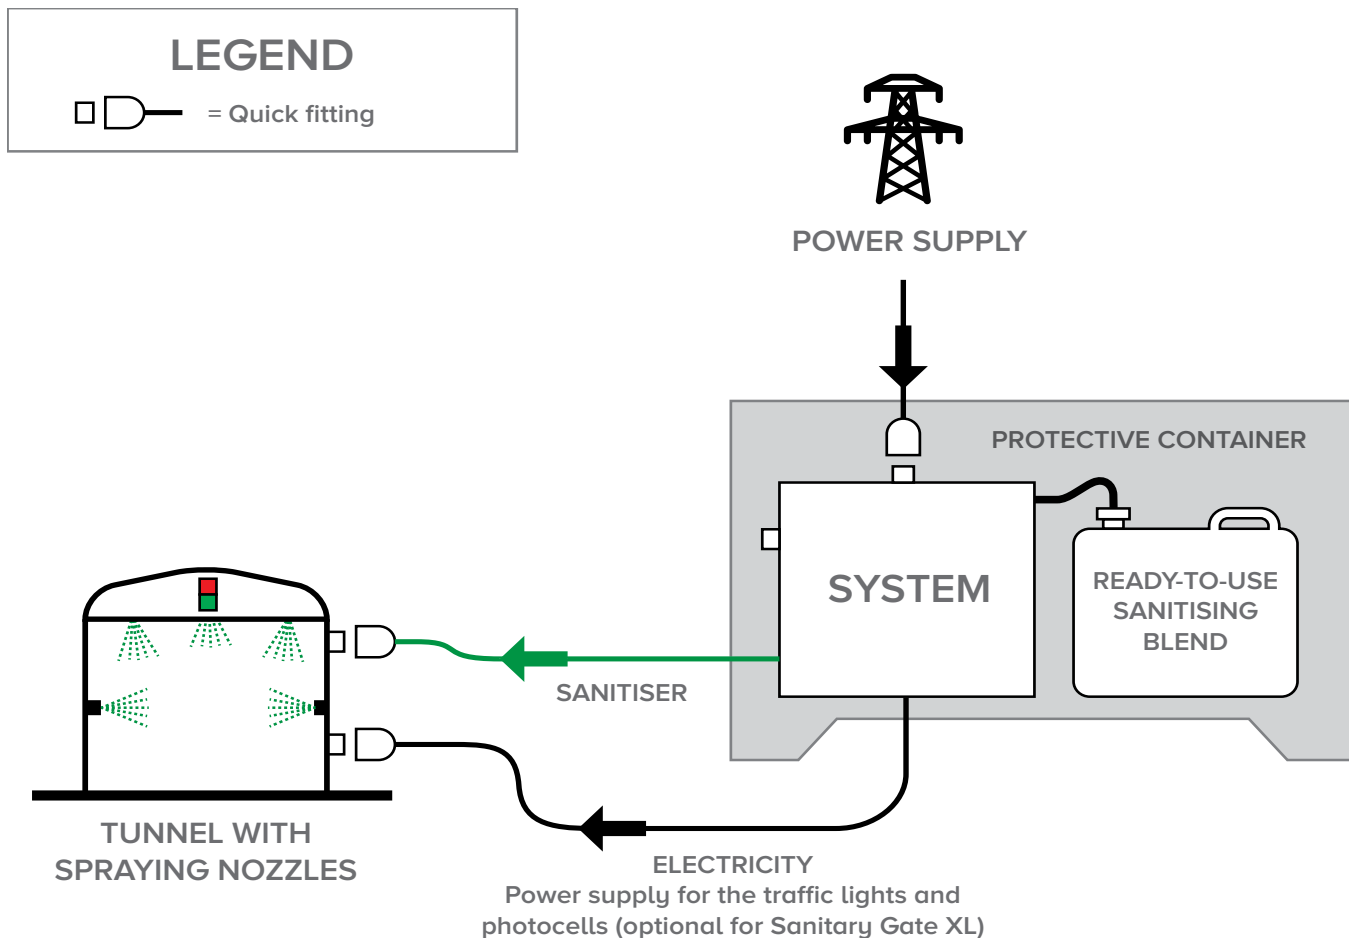 LEGEND
= Quick fitting
POWER SUPPLY
PROTECTIVE CONTAINER
SYSTEM
READY-TO-USE
SANITISING
BLEND
SANITISER
TUNNEL WITH
SPRAYING NOZZLES
ELECTRICITY
Power supply for the traffic lights and
photocells (optional for Sanitary Gate XL)